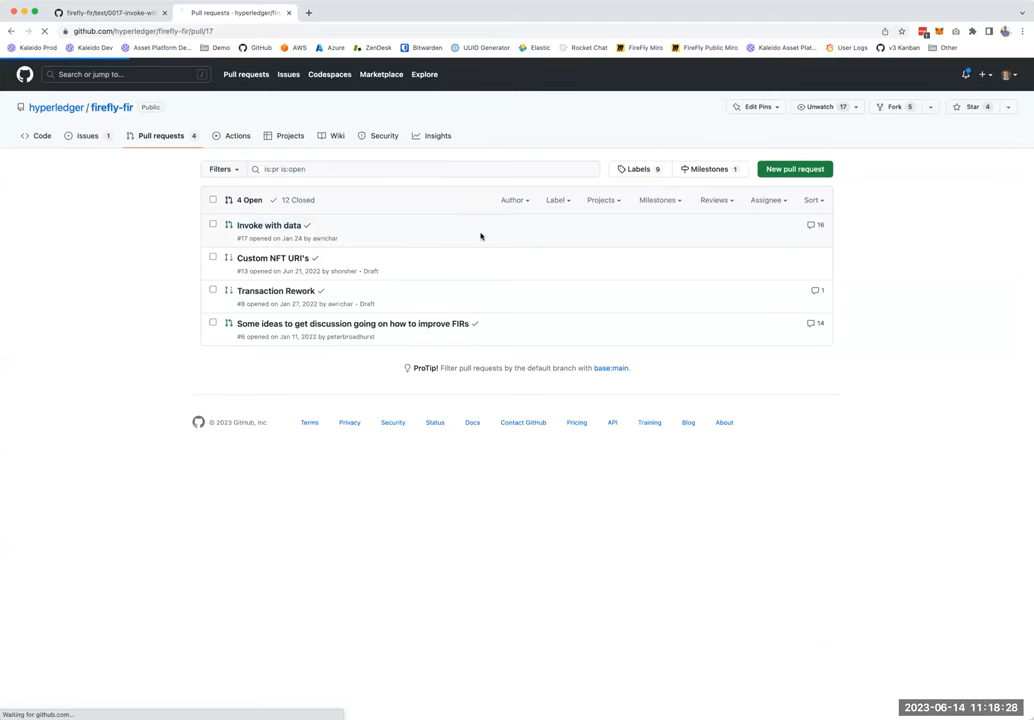 firefly-fir/text/0017-invoke-wit
Pull requests · hyperledger/fire
github.com/hyperledger/firefly-fir/pull/17
Kaleido Prod Kaleido Dev Asset Platform De... GitHub AWS Azure ZenDesk Bitwarden UUID Generator Elastic Rocket Chat FireFly Miro FireFly Public Miro Kaleido Asset Plat... User Logs v3 Kanban Other
Search or jump to... / Pull requests Issues Codespaces Marketplace Explore
hyperledger / firefly-fir Public Edit Pins Unwatch 17 Fork 5 Star 4
Code Issues 1 Pull requests 4 Actions Projects Wiki Security Insights
Filters is:pr is:open Labels 9 Milestones 1 New pull request
4 Open 12 Closed Author Label Projects Milestones Reviews Assignee Sort
Invoke with data 16
#17 opened on Jan 24 by awrichar
Custom NFT URI's
#13 opened on Jun 21, 2022 by shorsher • Draft
Transaction Rework 1
#8 opened on Jan 27, 2022 by awrichar • Draft
Some ideas to get discussion going on how to improve FIRs 14
#6 opened on Jan 11, 2022 by peterbroadhurst
ProTip! Filter pull requests by the default branch with base:main.
© 2023 GitHub, Inc. Terms Privacy Security Status Docs Contact GitHub Pricing API Training Blog About
Waiting for github.com...
2023-06-14 11:18:28